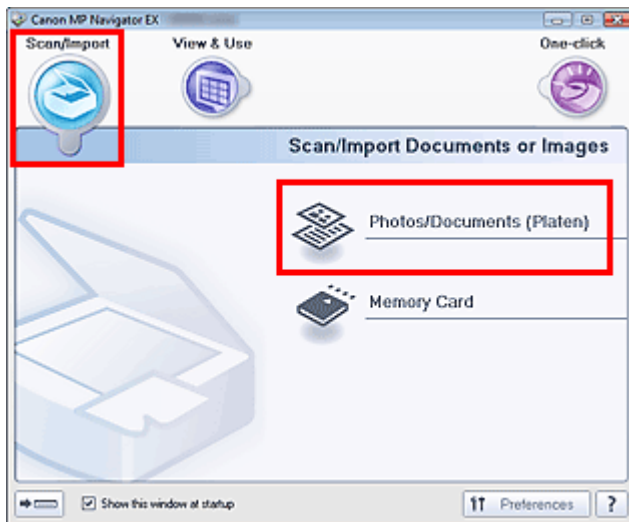 Canon MP Navigator EX
Scan/Import
View & Use
One-click
Scan/Import Documents or Images
Photos/Documents (Platen)
Memory Card
Show this window at startup
Preferences
?